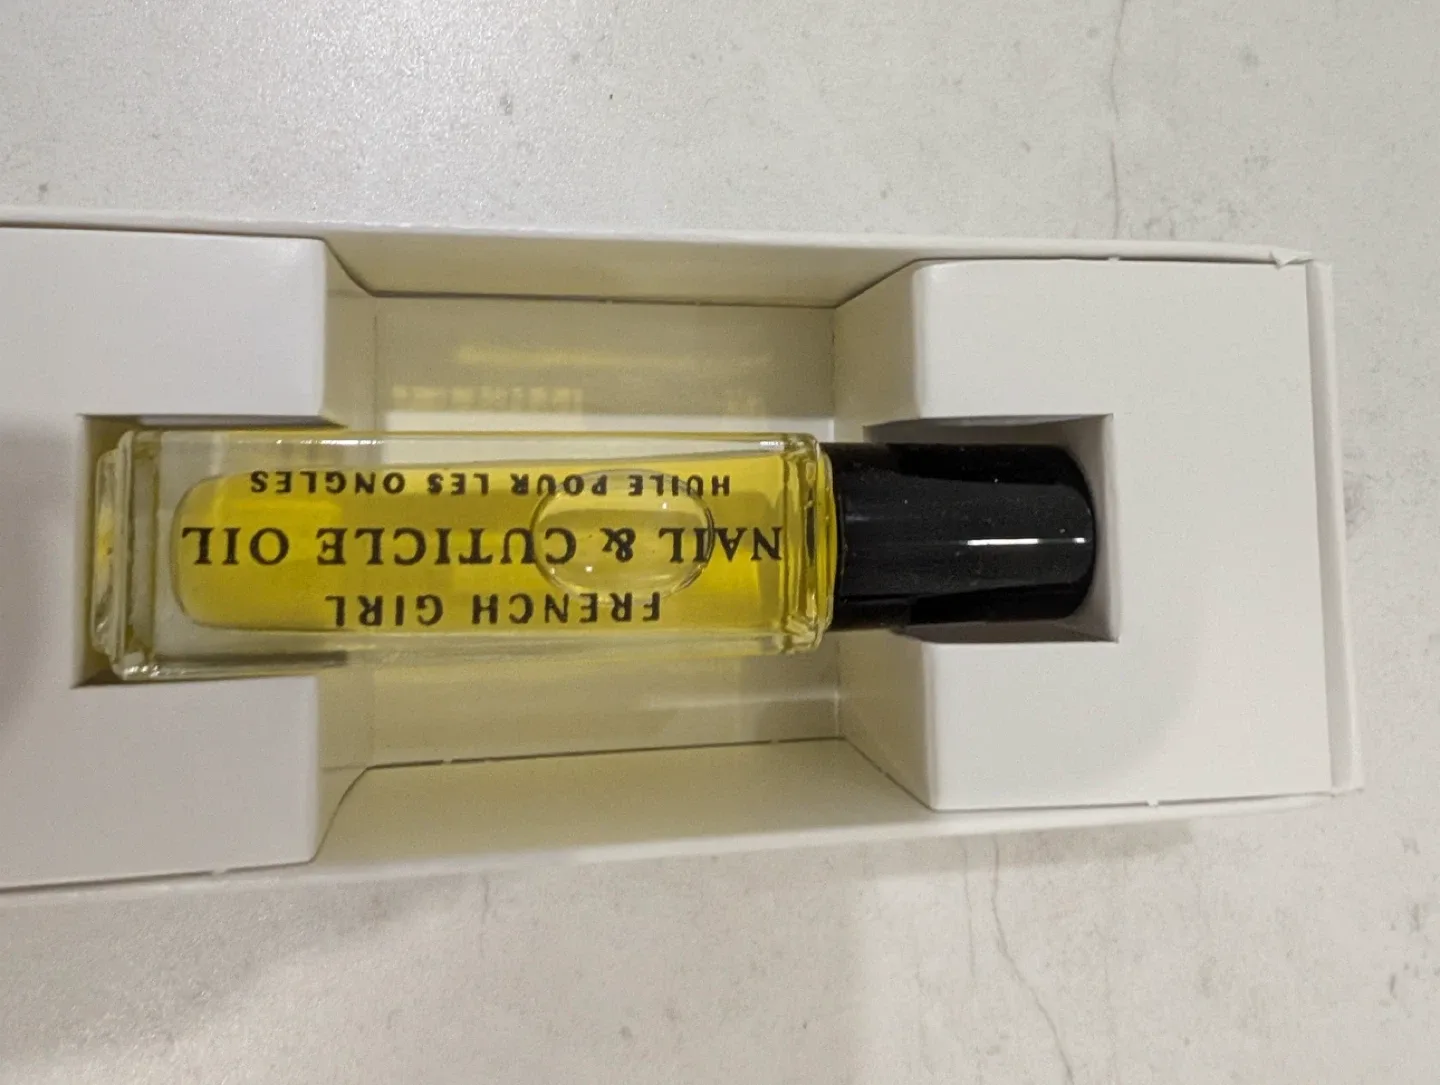 FRENCH GIRL
NAIL & CUTICLE OIL
HUILE POUR LES ONGLES